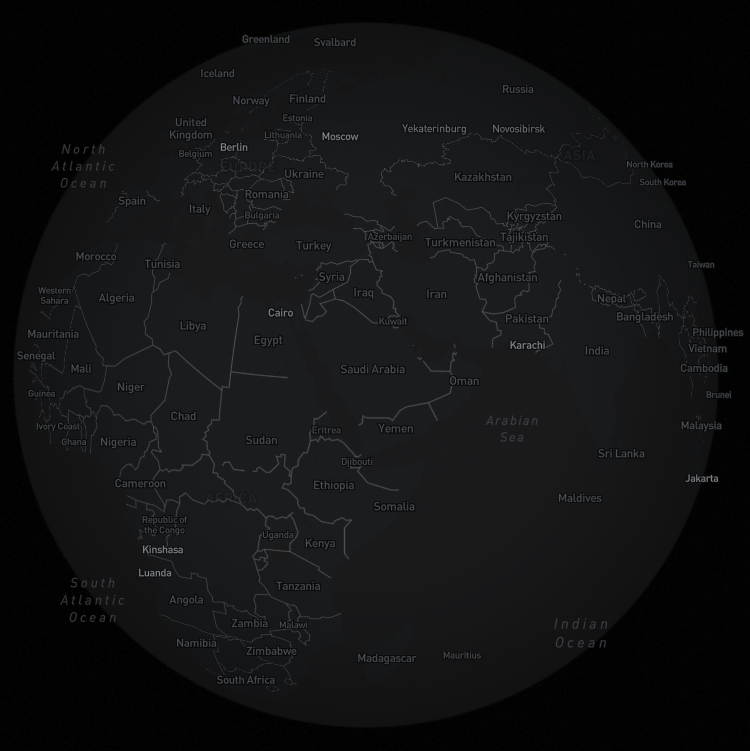 Greenland
Svalbard
Iceland
Russia
Norway
Finland
Estonia
United
Kingdom
Lithuania
Moscow
Yekaterinburg
Novosibirsk
North
Atlantic
Ocean
Belgium
Berlin
EUROPE
ASIA
North Korea
Ukraine
Kazakhstan
South Korea
Spain
Romania
Italy
Bulgaria
Kyrgyzstan
China
Greece
Turkey
Azerbaijan
Turkmenistan
Tajikistan
Morocco
Tunisia
Taiwan
Syria
Afghanistan
Western
Sahara
Algeria
Iraq
Iran
Nepal
Cairo
Kuwait
Pakistan
Bangladesh
Mauritania
Libya
Egypt
Karachi
India
Philippines
Vietnam
Senegal
Mali
Saudi Arabia
Cambodia
Niger
Oman
Guinea
Brunei
Chad
Arabian
Sea
Ivory Coast
Ghana
Nigeria
Sudan
Eritrea
Yemen
Malaysia
Djibouti
Sri Lanka
Cameroon
Ethiopia
Jakarta
AFRICA
Somalia
Maldives
Republic of
the Congo
Uganda
Kenya
Kinshasa
Luanda
Tanzania
South
Atlantic
Ocean
Angola
Zambia
Malawi
Indian
Ocean
Namibia
Zimbabwe
Madagascar
Mauritius
South Africa